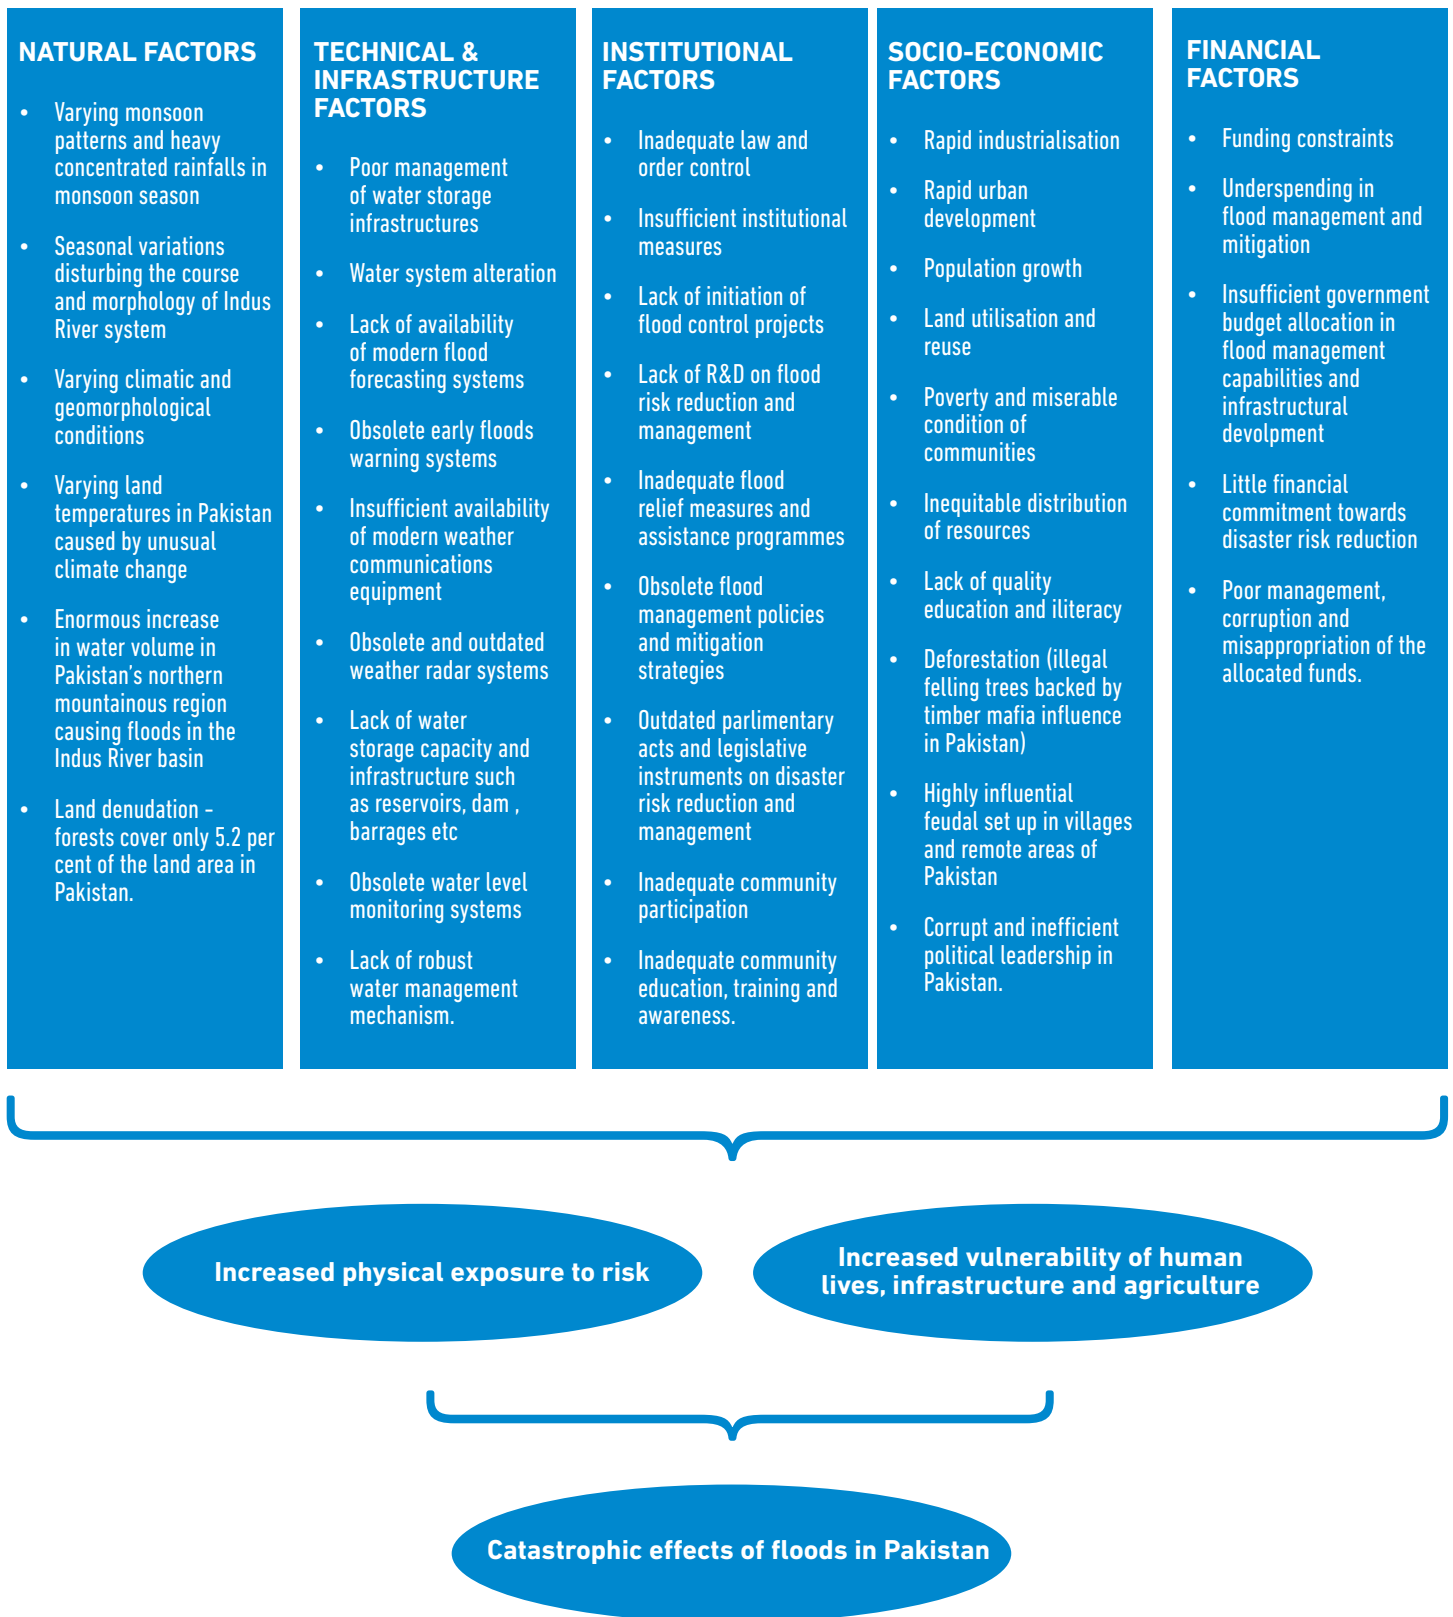 NATURAL FACTORS
• Varying monsoon
patterns and heavy
concentrated rainfalls in
monsoon season
• Seasonal variations
disturbing the course
and morphology of Indus
River system
• Varying climatic and
geomorphological
conditions
• Varying land
temperatures in Pakistan
caused by unusual
climate change
• Enormous increase
in water volume in
Pakistan’s northern
mountainous region
causing floods in the
Indus River basin
• Land denudation –
forests cover only 5.2 per
cent of the land area in
Pakistan.
TECHNICAL &
INFRASTRUCTURE
FACTORS
• Poor management
of water storage
infrastructures
• Water system alteration
• Lack of availability
of modern flood
forecasting systems
• Obsolete early floods
warning systems
• Insufficient availability
of modern weather
communications
equipment
• Obsolete and outdated
weather radar systems
• Lack of water
storage capacity and
infrastructure such
as reservoirs, dam ,
barrages etc
• Obsolete water level
monitoring systems
• Lack of robust
water management
mechanism.
INSTITUTIONAL
FACTORS
• Inadequate law and
order control
• Insufficient institutional
measures
• Lack of initiation of
flood control projects
• Lack of R&D on flood
risk reduction and
management
• Inadequate flood
relief measures and
assistance programmes
• Obsolete flood
management policies
and mitigation
strategies
• Outdated parlimentary
acts and legislative
instruments on disaster
risk reduction and
management
• Inadequate community
participation
• Inadequate community
education, training and
awareness.
SOCIO-ECONOMIC
FACTORS
• Rapid industrialisation
• Rapid urban
development
• Population growth
• Land utilisation and
reuse
• Poverty and miserable
condition of
communities
• Inequitable distribution
of resources
• Lack of quality
education and iliteracy
• Deforestation (illegal
felling trees backed by
timber mafia influence
in Pakistan)
• Highly influential
feudal set up in villages
and remote areas of
Pakistan
• Corrupt and inefficient
political leadership in
Pakistan.
FINANCIAL
FACTORS
• Funding constraints
• Underspending in
flood management and
mitigation
• Insufficient government
budget allocation in
flood management
capabilities and
infrastructural
devolpment
• Little financial
commitment towards
disaster risk reduction
• Poor management,
corruption and
misappropriation of the
allocated funds.
Increased physical exposure to risk
Increased vulnerability of human
lives, infrastructure and agriculture
Catastrophic effects of floods in Pakistan